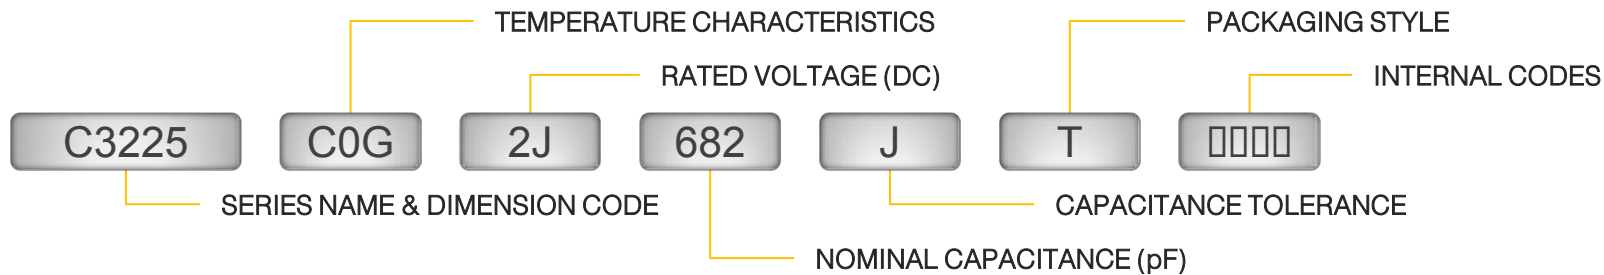 TEMPERATURE CHARACTERISTICS
PACKAGING STYLE
RATED VOLTAGE (DC)
INTERNAL CODES
C3225 C0G 2J 682 J T □□□□
SERIES NAME & DIMENSION CODE
CAPACITANCE TOLERANCE
NOMINAL CAPACITANCE (pF)